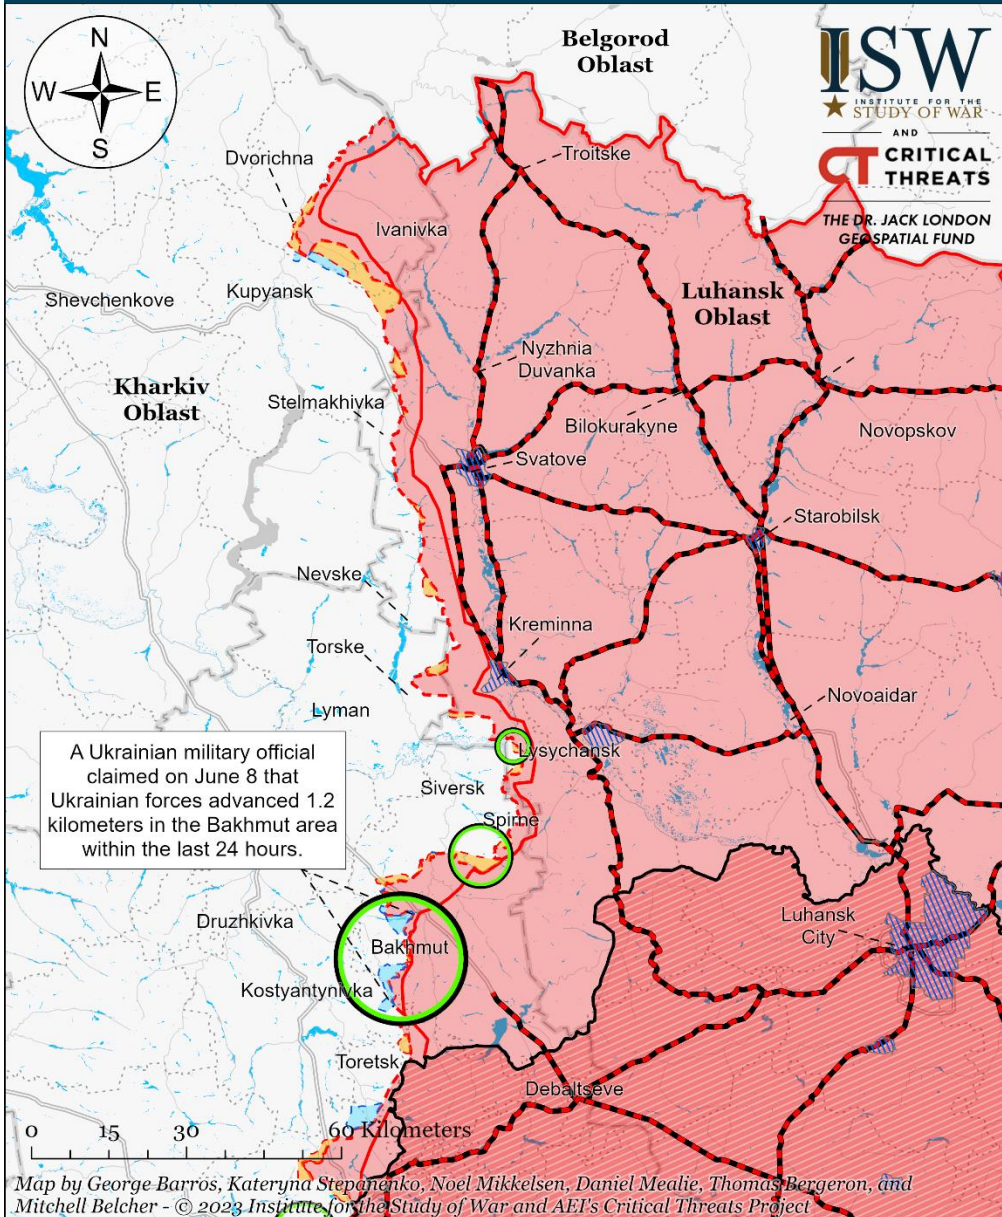 N
W
E
S
Belgorod
Oblast
ISW
INSTITUTE FOR THE
STUDY OF WAR
AND
CT CRITICAL
THREATS
THE DR. JACK LONDON
GEOSPATIAL FUND
Dvorichna
Troitske
Ivanivka
Shevchenkove
Kupyansk
Luhansk
Oblast
Kharkiv
Oblast
Nyzhnia
Duvanka
Stelmakhivka
Bilokurakyne
Novopskov
Svatove
Starobilsk
Nevske
Kreminna
Torske
Novoaidar
Lyman
Lysychansk
A Ukrainian military official
claimed on June 8 that
Ukrainian forces advanced 1.2
kilometers in the Bakhmut area
within the last 24 hours.
Siversk
Spirne
Druzhkivka
Luhansk
City
Bakhmut
Kostyantynivka
Toretsk
Debaltseve
0 15 30 60 Kilometers
Map by George Barros, Kateryna Stepanenko, Noel Mikkelsen, Daniel Mealie, Thomas Bergeron, and
Mitchell Belcher - © 2023 Institute for the Study of War and AEI's Critical Threats Project